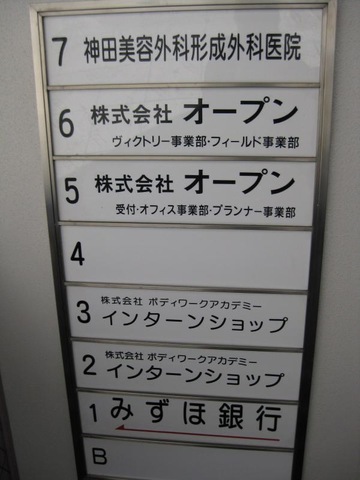 7 神田美容外科形成外科医院
6 株式会社 オープン
ヴィクトリー事業部・フィールド事業部
5 株式会社 オープン
受付・オフィス事業部・プランナー事業部
4
株式会社 ボディワークアカデミー
3 インターンショップ
株式会社 ボディワークアカデミー
2 インターンショップ
1 みずほ銀行
B